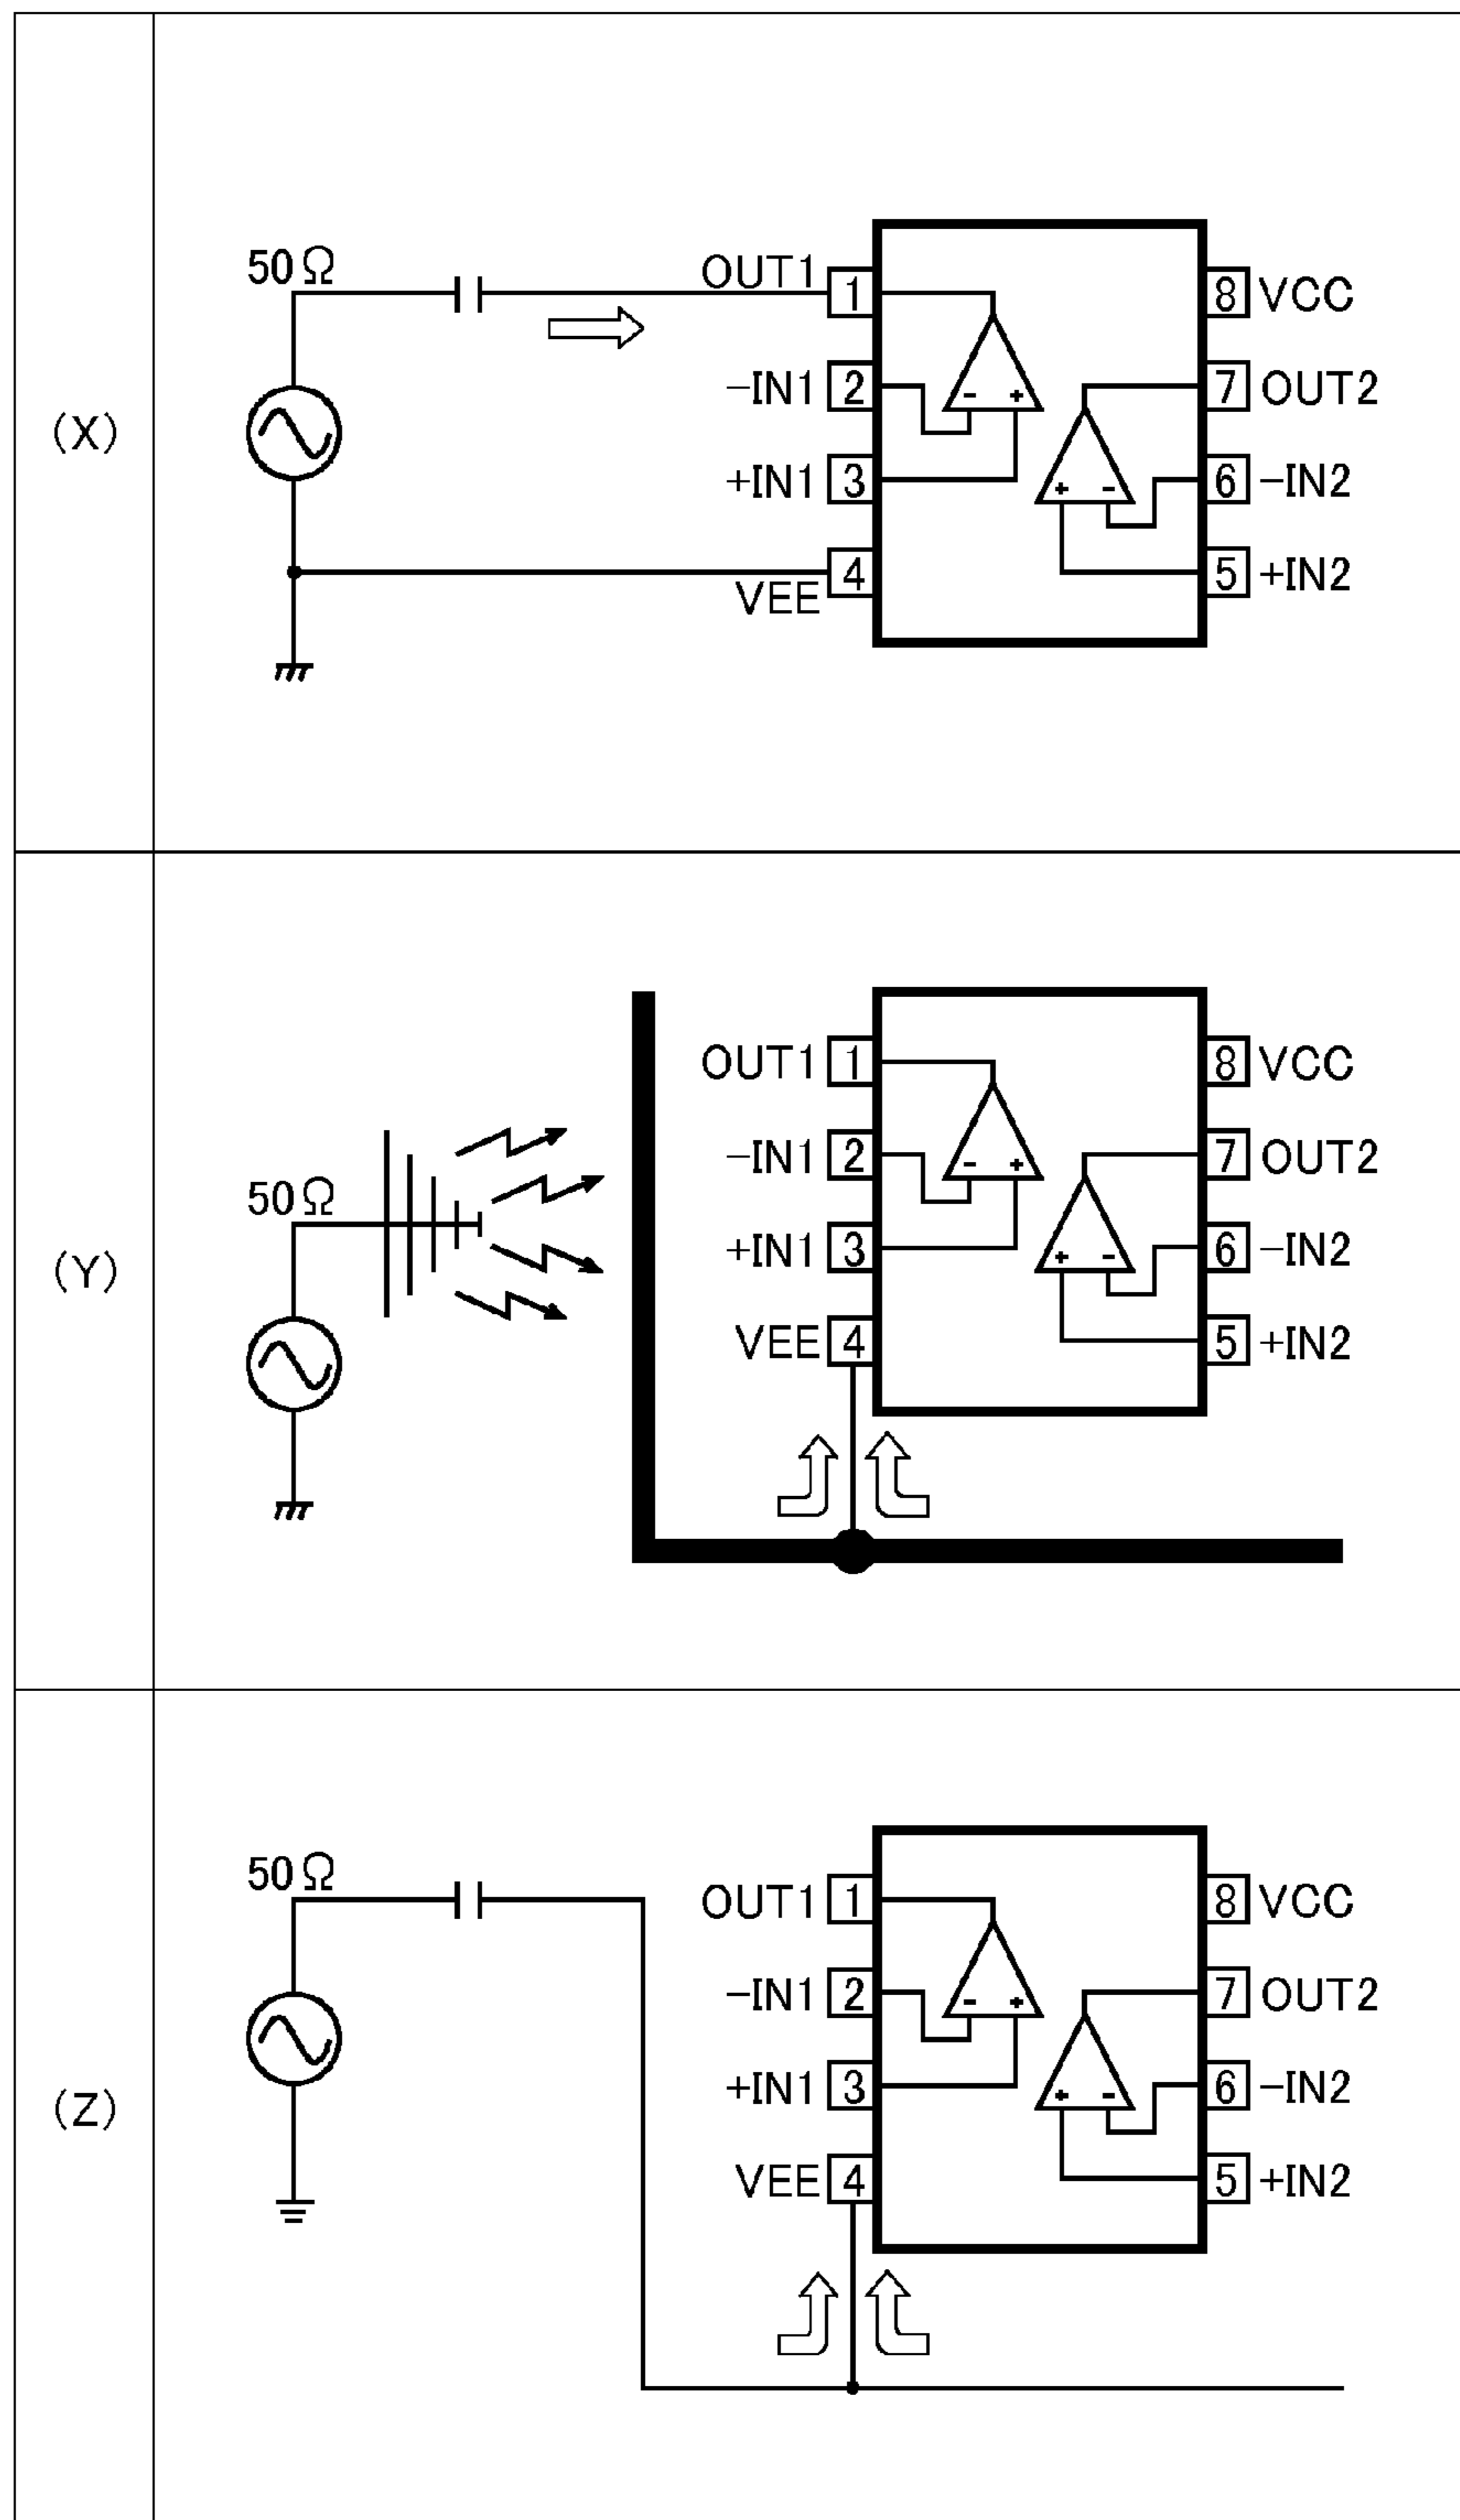 (X)
50Ω
OUT1 1 8 VCC
-IN1 2 - + 7 OUT2
+IN1 3 + - 6 -IN2
VEE 4 5 +IN2
(Y)
50Ω
OUT1 1 8 VCC
-IN1 2 - + 7 OUT2
+IN1 3 + - 6 -IN2
VEE 4 5 +IN2
(Z)
50Ω
OUT1 1 8 VCC
-IN1 2 - + 7 OUT2
+IN1 3 + - 6 -IN2
VEE 4 5 +IN2